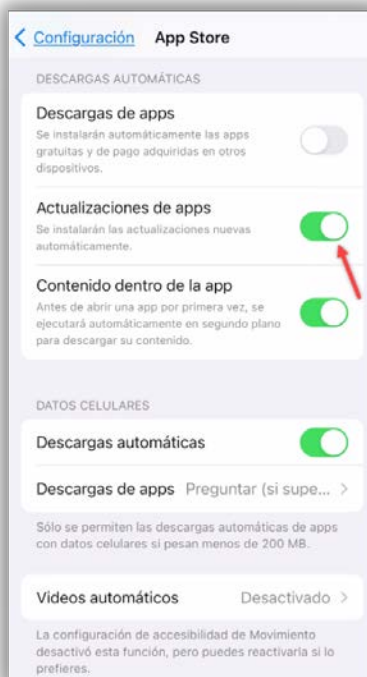 Configuración App Store
DESCARGAS AUTOMÁTICAS
Descargas de apps
Se instalarán automáticamente las apps
gratuitas y de pago adquiridas en otros
dispositivos.
Actualizaciones de apps
Se instalarán las actualizaciones nuevas
automáticamente.
Contenido dentro de la app
Antes de abrir una app por primera vez, se
ejecutará automáticamente en segundo plano
para descargar su contenido.
DATOS CELULARES
Descargas automáticas
Descargas de apps Preguntar (si supe...
Sólo se permiten las descargas automáticas de apps
con datos celulares si pesan menos de 200 MB.
Videos automáticos Desactivado
La configuración de accesibilidad de Movimiento
desactivó esta función, pero puedes reactivarla si lo
prefieres.